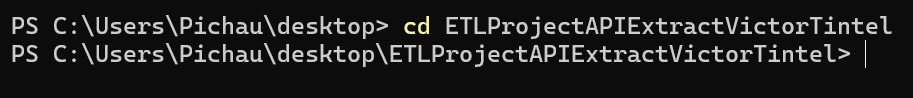 PS C:\Users\Pichau\desktop> cd ETLProjectAPIExtractVictorTintel
PS C:\Users\Pichau\desktop\ETLProjectAPIExtractVictorTintel>